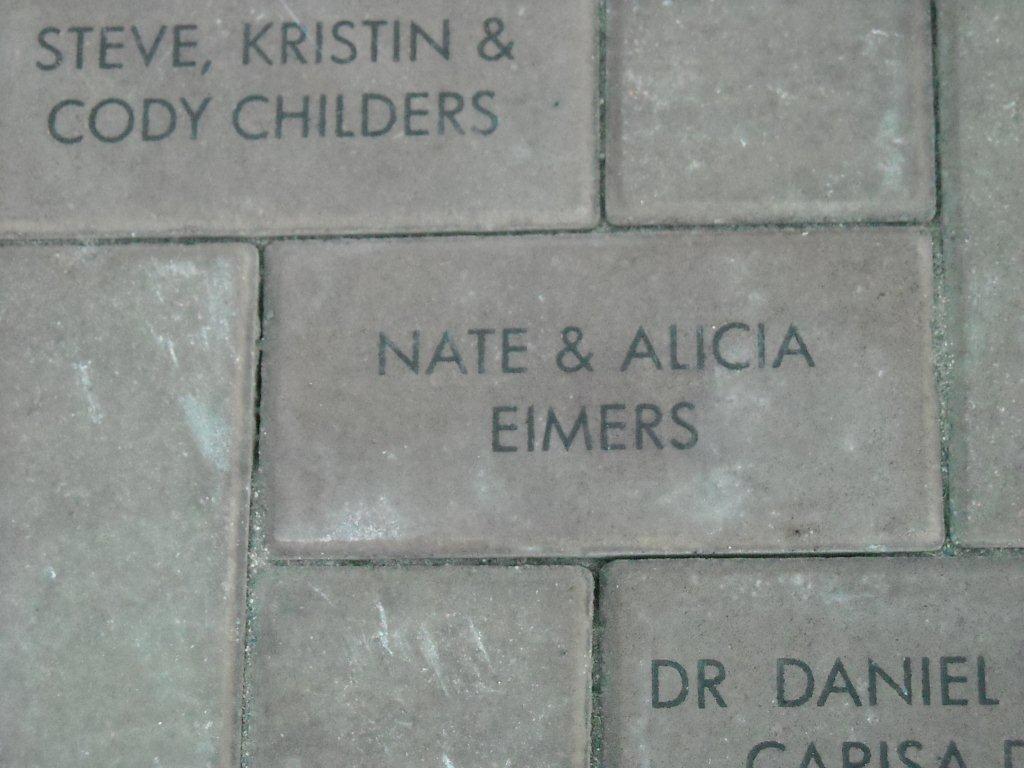 STEVE, KRISTIN &
CODY CHILDERS
NATE & ALICIA
EIMERS
DR DANIEL